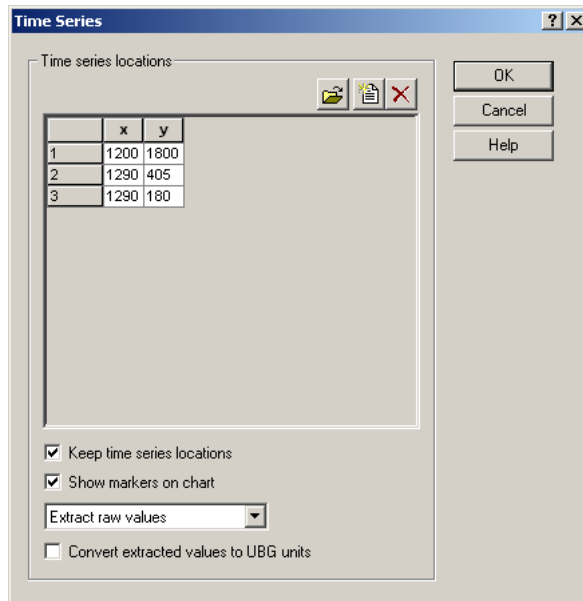 Time Series
Time series locations
OK
Cancel
Help
x y
1 1200 1800
2 1290 405
3 1290 180
Keep time series locations
Show markers on chart
Extract raw values
Convert extracted values to UBG units